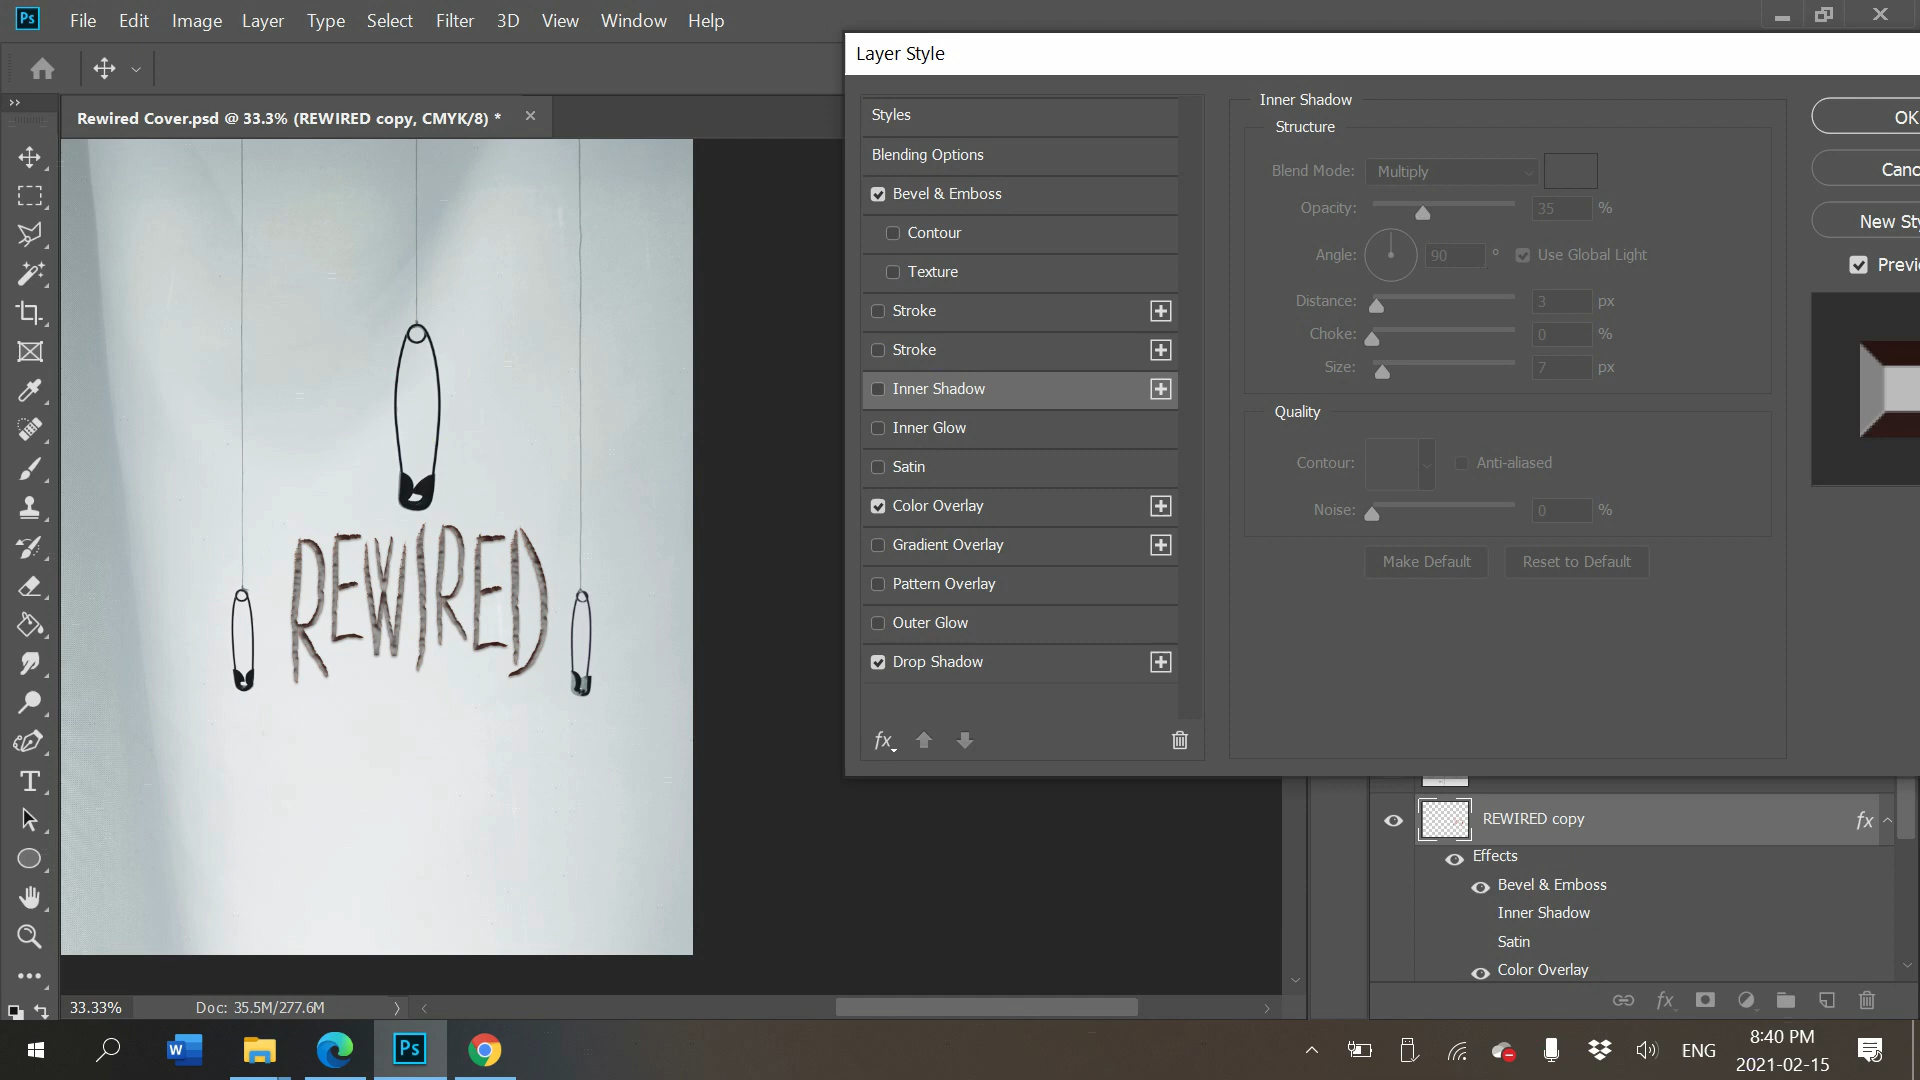 Ps File Edit Image Layer Type Select Filter 3D View Window Help
Layer Style
Rewired Cover.psd @ 33.3% (REWIRED copy, CMYK/8) *
REWIRED
Styles
Blending Options
Bevel & Emboss
Contour
Texture
Stroke
Stroke
Inner Shadow
Inner Glow
Satin
Color Overlay
Gradient Overlay
Pattern Overlay
Outer Glow
Drop Shadow
fx
Inner Shadow
Structure
Blend Mode: Multiply
Opacity: 35 %
Angle: 90 ° Use Global Light
Distance: 3 px
Choke: 0 %
Size: 7 px
Quality
Contour: Anti-aliased
Noise: 0 %
Make Default Reset to Default
OK
Canc
New Sty
Previ
REWIRED copy fx
Effects
Bevel & Emboss
Inner Shadow
Satin
Color Overlay
fx
33.33% Doc: 35.5M/277.6M
W Ps
ENG
8:40 PM
2021-02-15